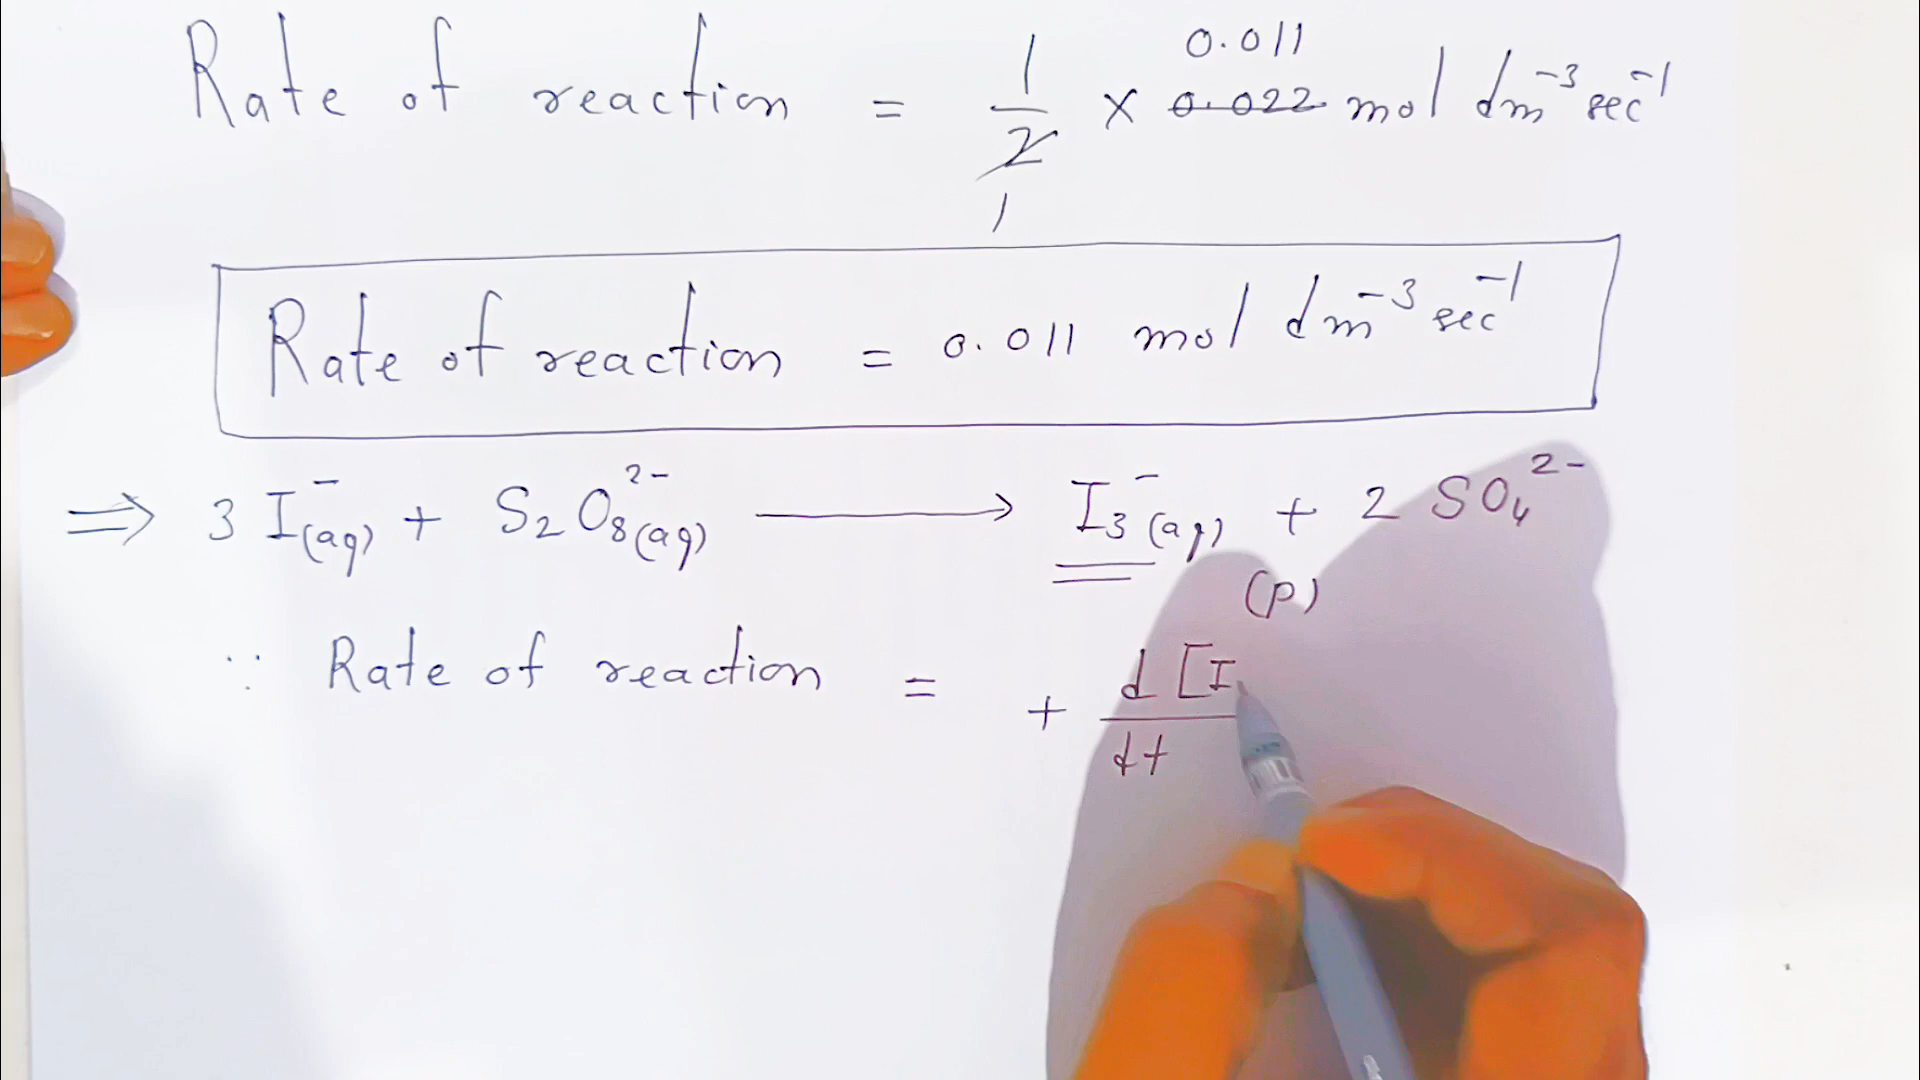 Rate of reaction = 1/2 × 0.022 mol dm⁻³ sec⁻¹
0.011
1
Rate of reaction = 0.011 mol dm⁻³ sec⁻¹
⇒ 3 I⁻(aq) + S₂O₈²⁻(aq) ⟶ I₃⁻(aq) + 2 SO₄²⁻
(p)
∵ Rate of reaction = + d [I
dt